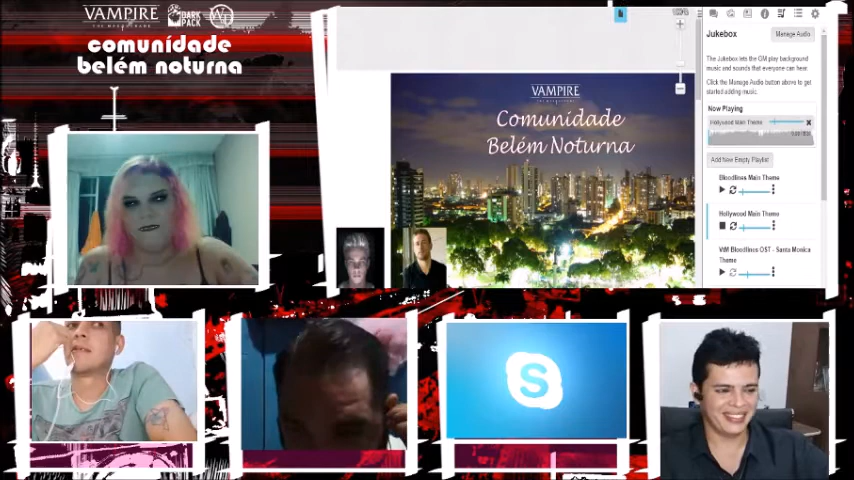 VAMPIRE
THE MASQUERADE
DARK
PACK
comunidade
belém noturna
VAMPIRE
Comunidade
Belém Noturna
Jukebox
Manage Audio
The Jukebox lets the GM play background
music and sounds that everyone can hear.
Click the Manage Audio button above to get
started adding music.
Now Playing
Hollywood Main Theme
Add New Empty Playlist
Bloodlines Main Theme
Hollywood Main Theme
VtM Bloodlines OST - Santa Monica
Theme
S